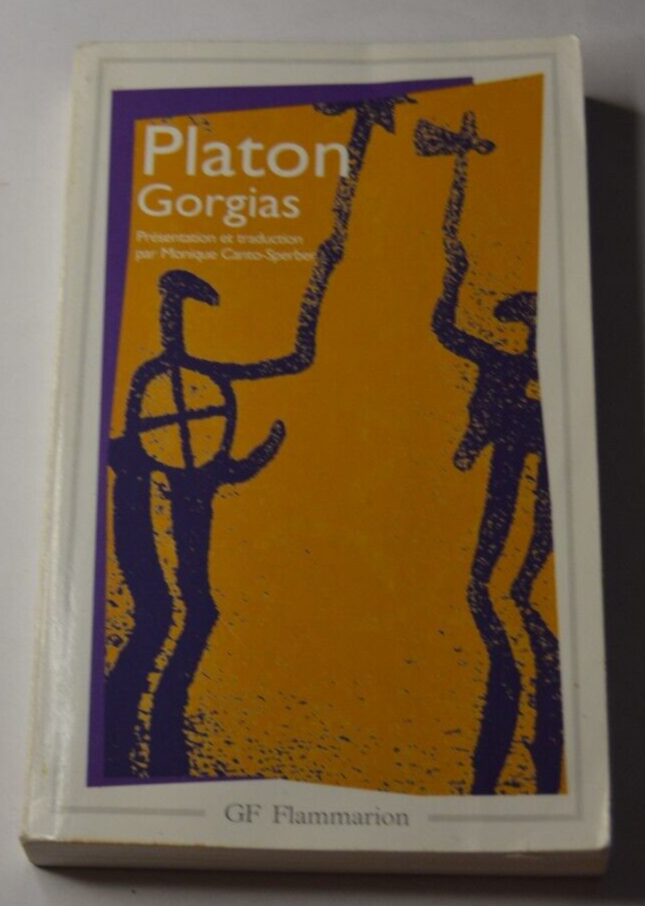 Platon
Gorgias
Présentation et traduction
par Monique Canto-Sperber
GF Flammarion